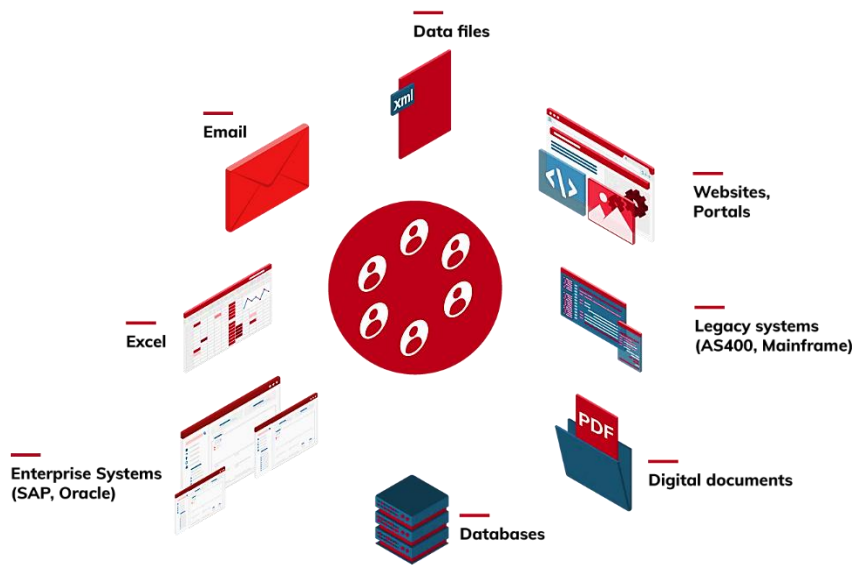 Data files
xml
Email
Websites,
Portals
Excel
Legacy systems
(AS400, Mainframe)
Enterprise Systems
(SAP, Oracle)
PDF
Digital documents
Databases